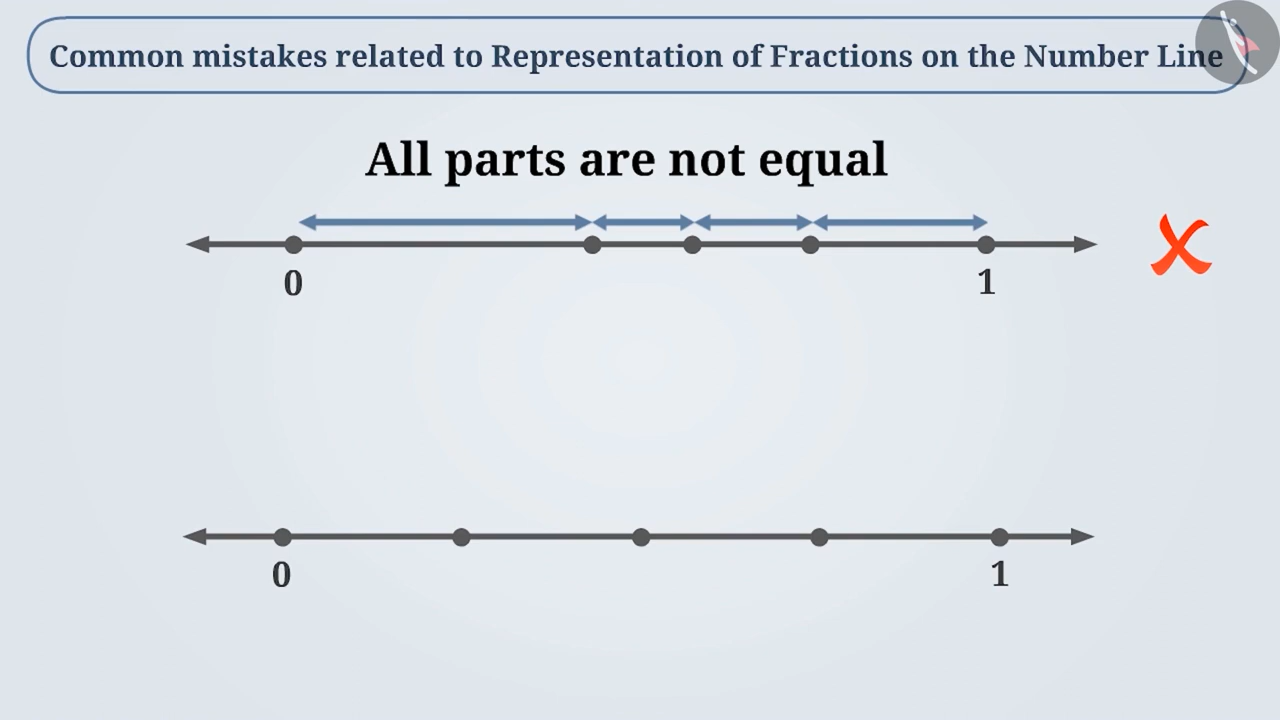 Common mistakes related to Representation of Fractions on the Number Line
All parts are not equal
0 1
0 1